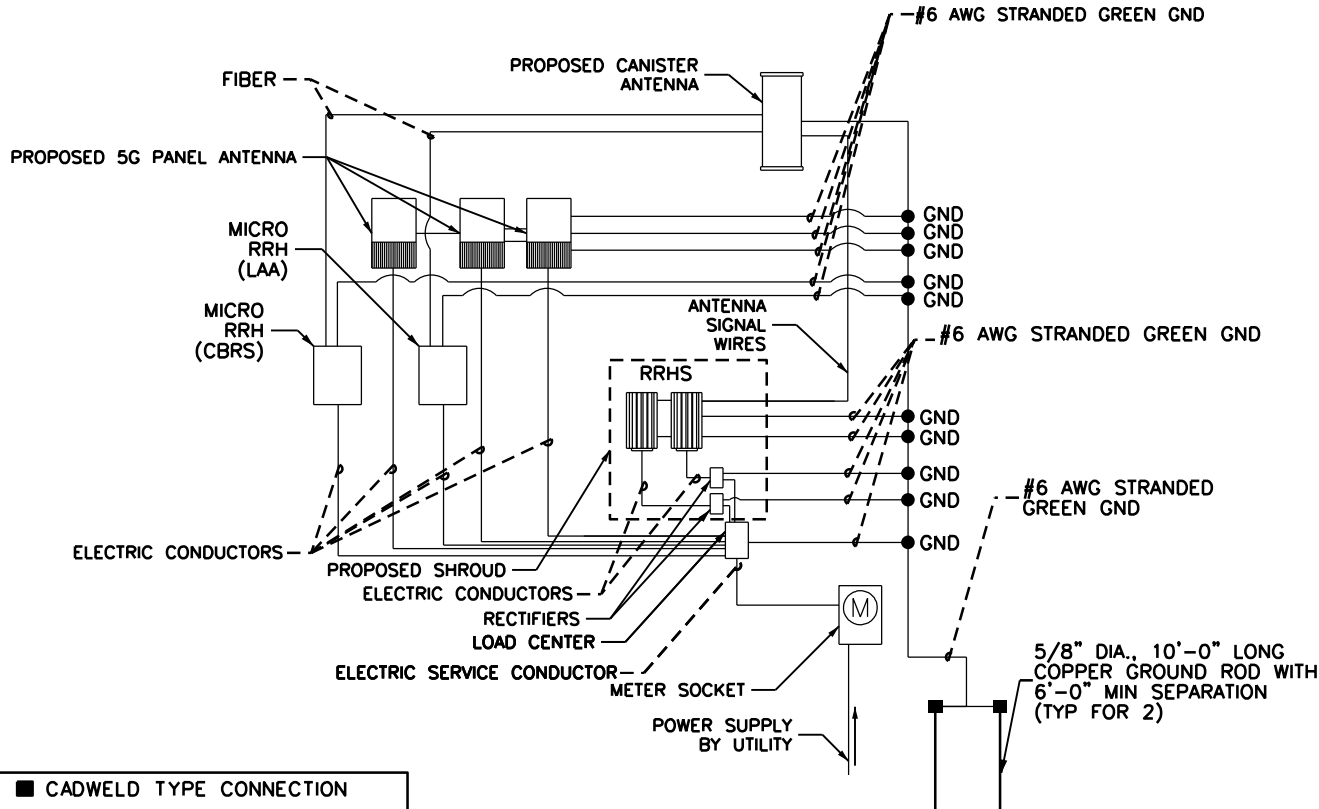 #6 AWG STRANDED GREEN GND
PROPOSED CANISTER
ANTENNA
FIBER
PROPOSED 5G PANEL ANTENNA
MICRO
RRH
(LAA)
GND
GND
GND
GND
GND
MICRO
RRH
(CBRS)
ANTENNA
SIGNAL
WIRES
#6 AWG STRANDED GREEN GND
RRHS
GND
GND
GND
GND
GND
#6 AWG STRANDED
GREEN GND
ELECTRIC CONDUCTORS
PROPOSED SHROUD
ELECTRIC CONDUCTORS
RECTIFIERS
LOAD CENTER
ELECTRIC SERVICE CONDUCTOR
METER SOCKET
M
POWER SUPPLY
BY UTILITY
5/8" DIA., 10'-0" LONG
COPPER GROUND ROD WITH
6'-0" MIN SEPARATION
(TYP FOR 2)
CADWELD TYPE CONNECTION